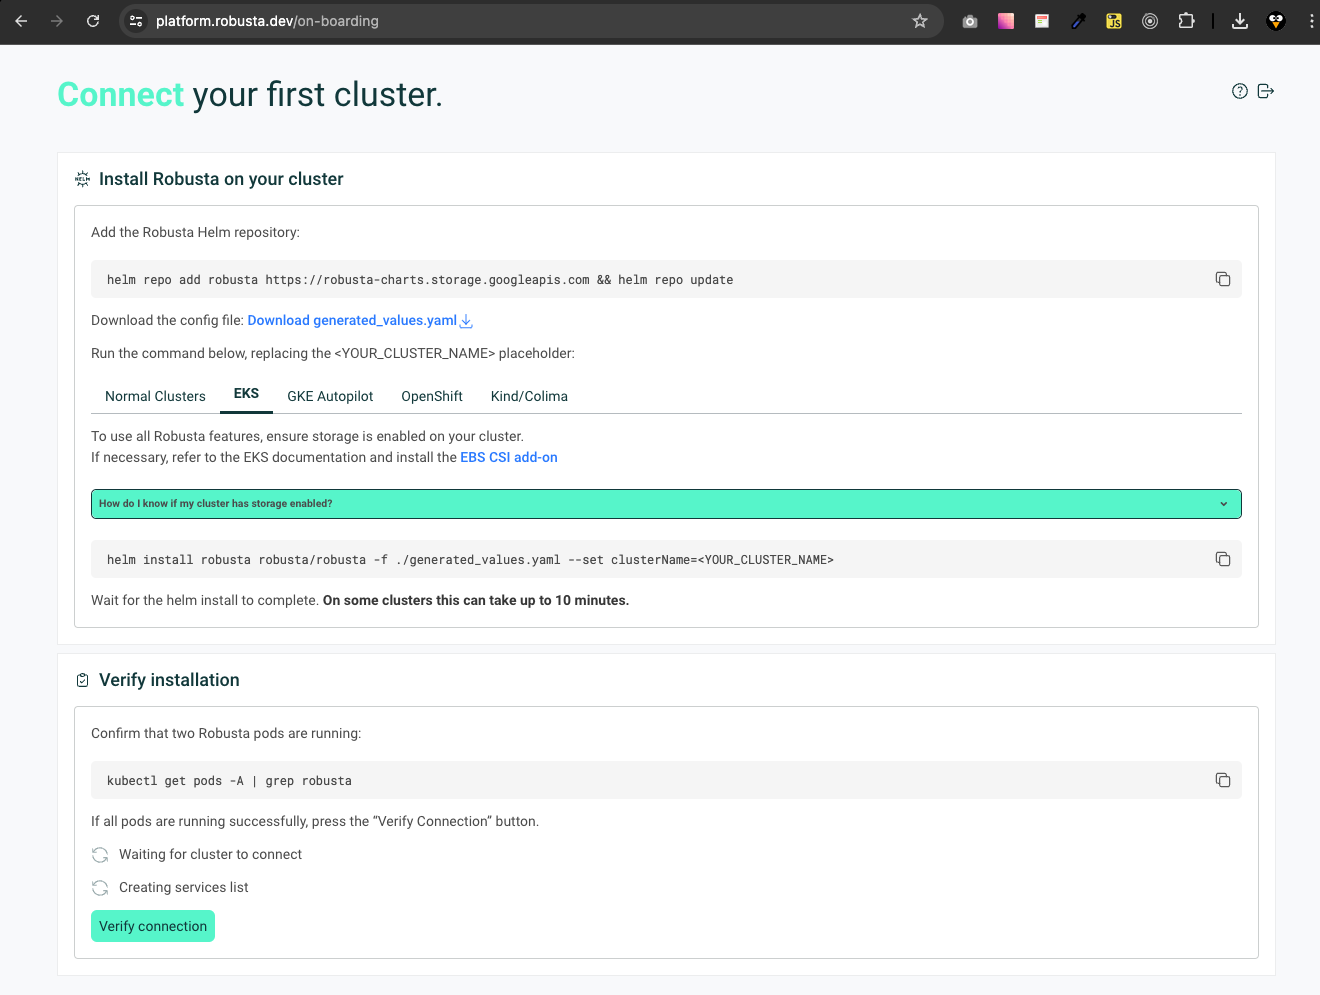 platform.robusta.dev/on-boarding
JS
Connect your first cluster.
HELM
Install Robusta on your cluster
Add the Robusta Helm repository:
helm repo add robusta https://robusta-charts.storage.googleapis.com && helm repo update
Download the config file: Download generated_values.yaml
Run the command below, replacing the <YOUR_CLUSTER_NAME> placeholder:
Normal Clusters EKS GKE Autopilot OpenShift Kind/Colima
To use all Robusta features, ensure storage is enabled on your cluster.
If necessary, refer to the EKS documentation and install the EBS CSI add-on
How do I know if my cluster has storage enabled?
helm install robusta robusta/robusta -f ./generated_values.yaml --set clusterName=<YOUR_CLUSTER_NAME>
Wait for the helm install to complete. On some clusters this can take up to 10 minutes.
Verify installation
Confirm that two Robusta pods are running:
kubectl get pods -A | grep robusta
If all pods are running successfully, press the “Verify Connection” button.
Waiting for cluster to connect
Creating services list
Verify connection